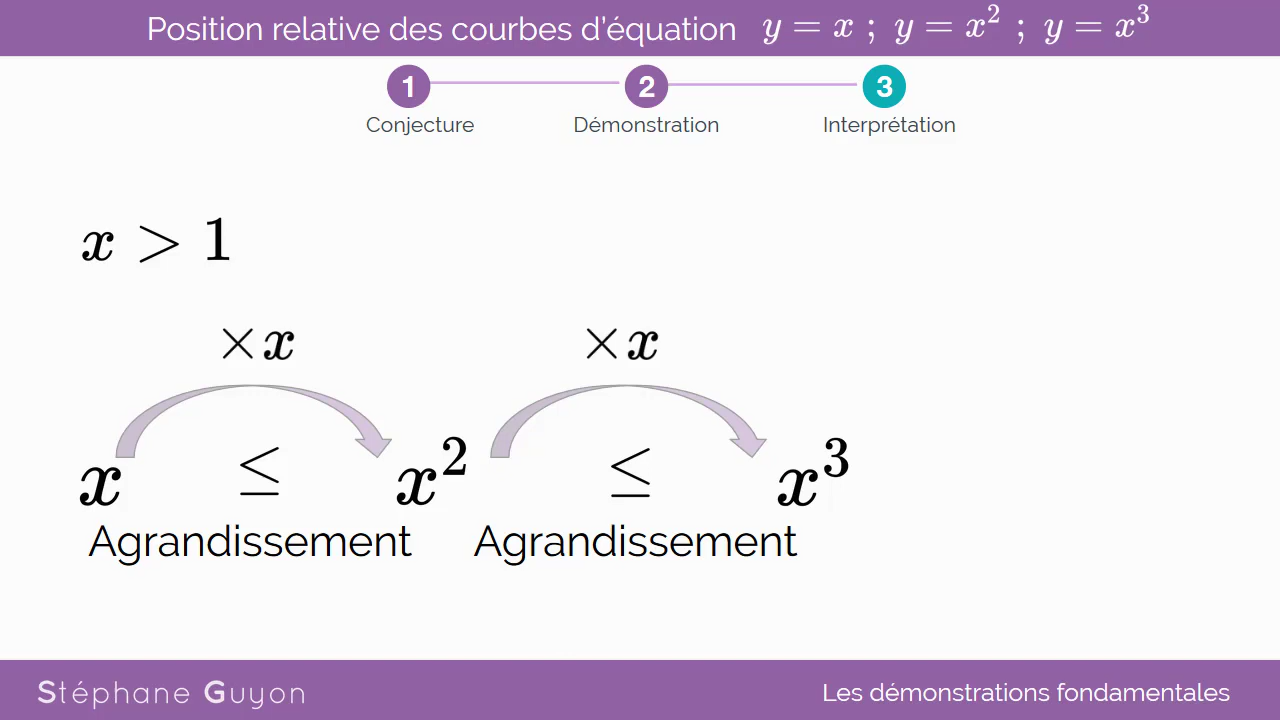 Position relative des courbes d'équation y = x ; y = x² ; y = x³
1 2 3
Conjecture Démonstration Interprétation
x > 1
×x ×x
x ≤ x² ≤ x³
Agrandissement Agrandissement
Stéphane Guyon Les démonstrations fondamentales